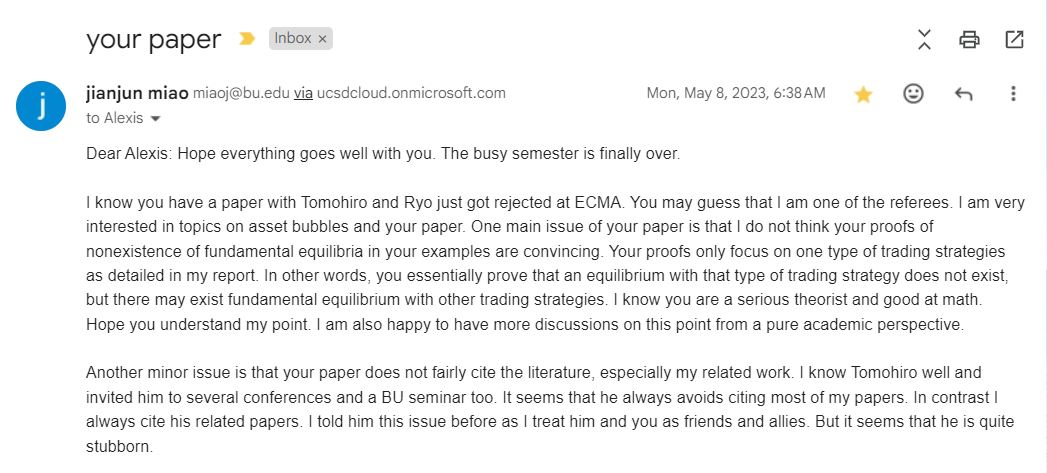 your paper Inbox ×
jianjun miao miaoj@bu.edu via ucsdcloud.onmicrosoft.com Mon, May 8, 2023, 6:38 AM
to Alexis
Dear Alexis: Hope everything goes well with you. The busy semester is finally over.
I know you have a paper with Tomohiro and Ryo just got rejected at ECMA. You may guess that I am one of the referees. I am very
interested in topics on asset bubbles and your paper. One main issue of your paper is that I do not think your proofs of
nonexistence of fundamental equilibria in your examples are convincing. Your proofs only focus on one type of trading strategies
as detailed in my report. In other words, you essentially prove that an equilibrium with that type of trading strategy does not exist,
but there may exist fundamental equilibrium with other trading strategies. I know you are a serious theorist and good at math.
Hope you understand my point. I am also happy to have more discussions on this point from a pure academic perspective.
Another minor issue is that your paper does not fairly cite the literature, especially my related work. I know Tomohiro well and
invited him to several conferences and a BU seminar too. It seems that he always avoids citing most of my papers. In contrast I
always cite his related papers. I told him this issue before as I treat him and you as friends and allies. But it seems that he is quite
stubborn.
j